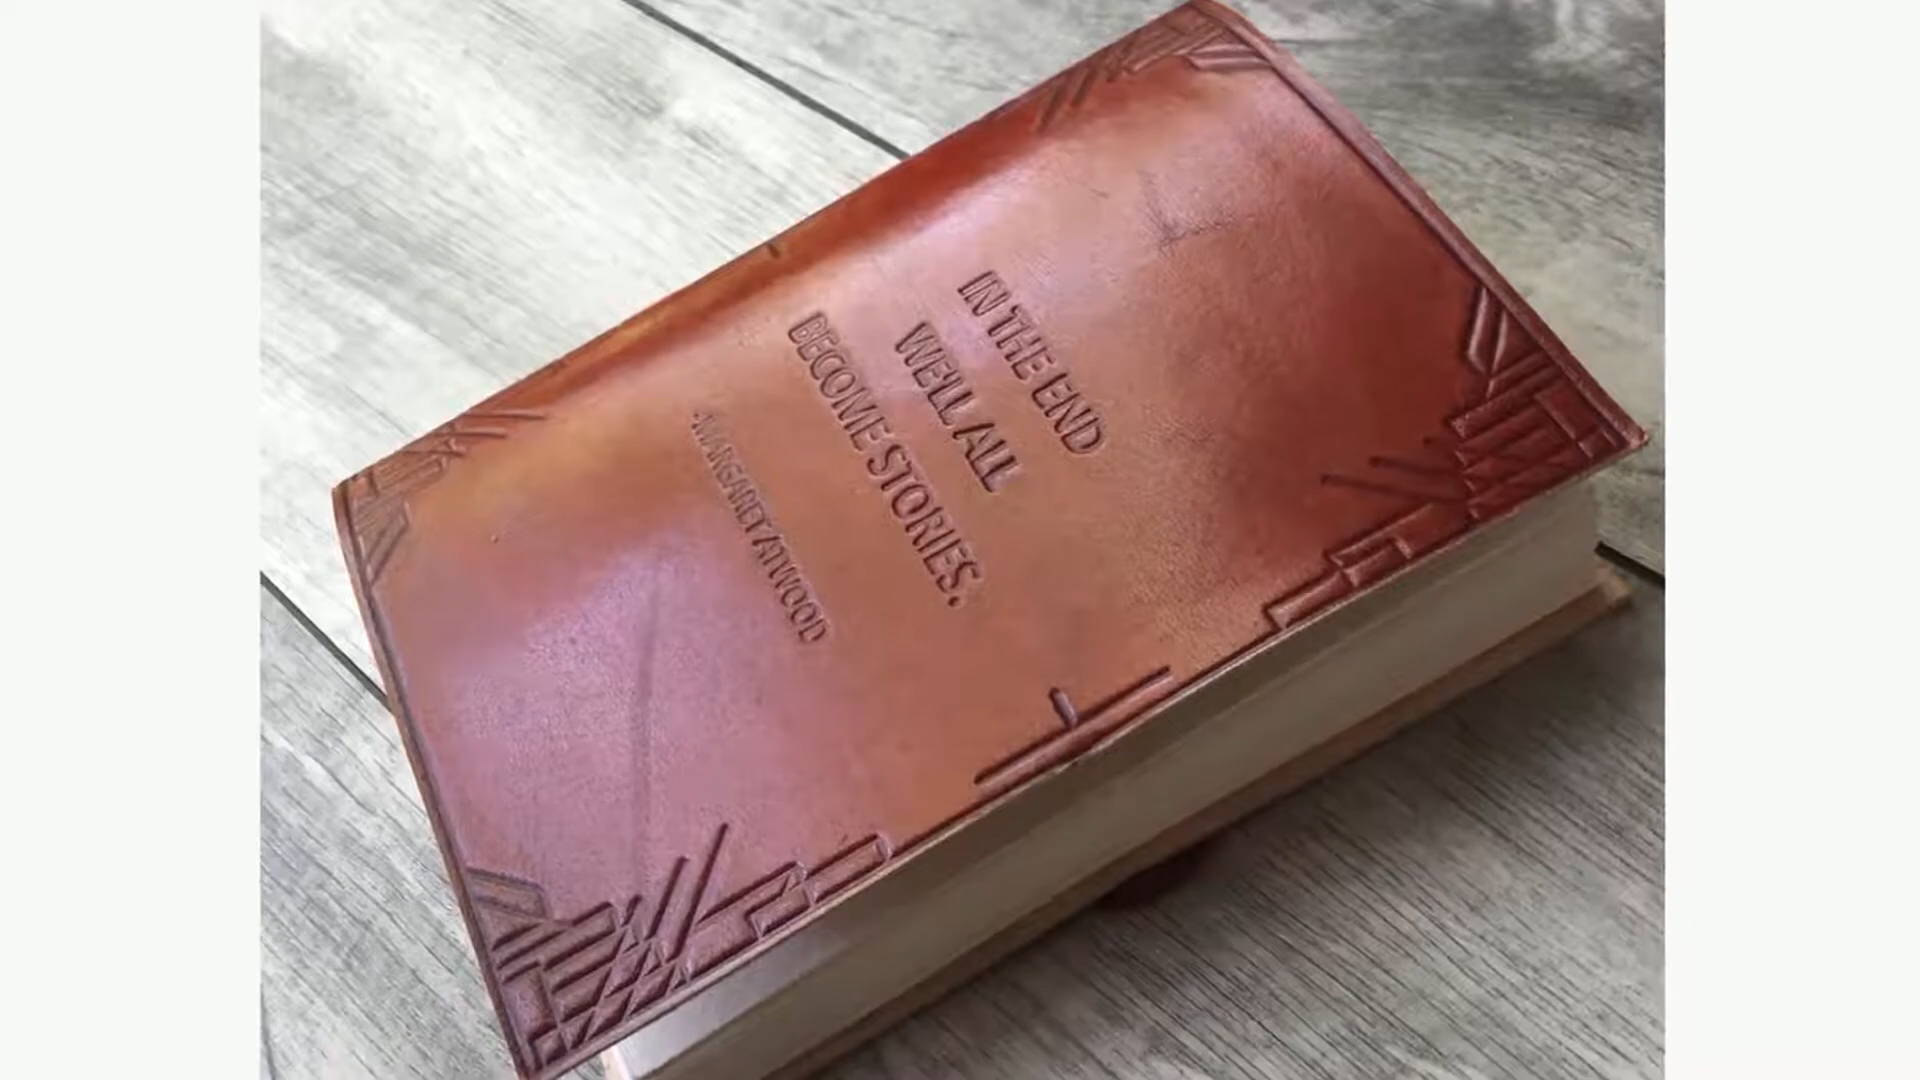 IN THE END
WE'LL ALL
BECOME STORIES.
-MARGARET ATWOOD